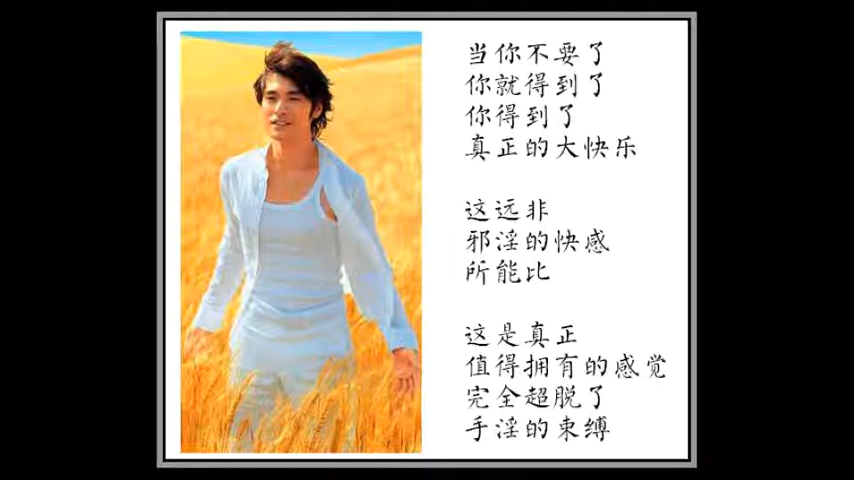 当你不要了
你就得到了
你得到了
真正的大快乐
这远非
邪淫的快感
所能比
这是真正
值得拥有的感觉
完全超脱了
手淫的束缚